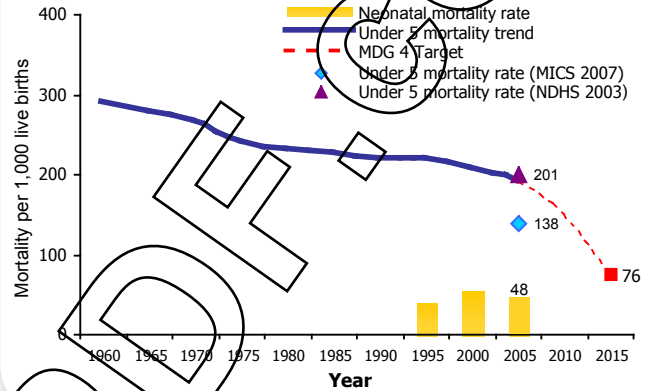 400
Neonatal mortality rate
Under 5 mortality trend
MDG 4 Target
Under 5 mortality rate (MICS 2007)
Under 5 mortality rate (NDHS 2003)
300
200
100
0
Mortality per 1,000 live births
201
138
76
48
1960 1965 1970 1975 1980 1985 1990 1995 2000 2005 2010 2015
Year
PDF